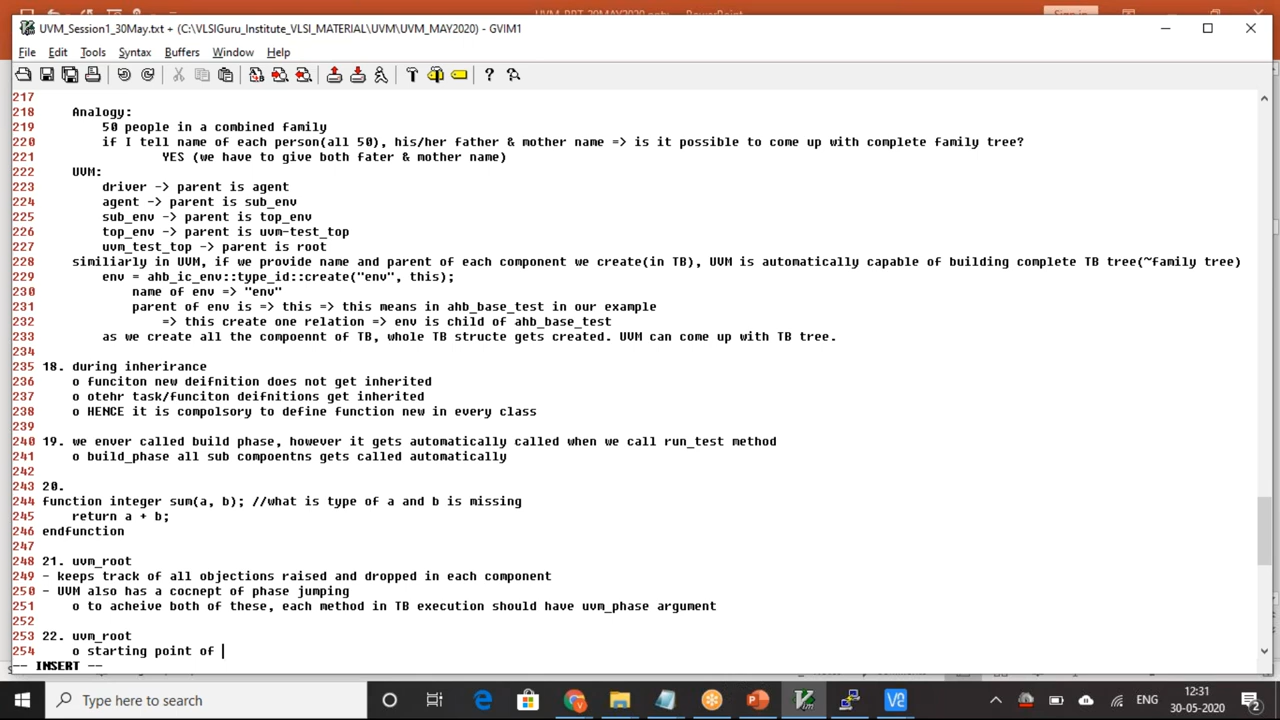 UVM_Session1_30May.txt + (C:\VLSIGuru_Institute_VLSI_MATERIAL\UVM\UVM_MAY2020) - GVIM1
File Edit Tools Syntax Buffers Window Help
217
218 Analogy:
219 50 people in a combined family
220 if I tell name of each person(all 50), his/her father & mother name => is it possible to come up with complete family tree?
221 YES (we have to give both fater & mother name)
222 UVM:
223 driver -> parent is agent
224 agent -> parent is sub_env
225 sub_env -> parent is top_env
226 top_env -> parent is uvm-test_top
227 uvm_test_top -> parent is root
228 similiarly in UVM, if we provide name and parent of each component we create(in TB), UVM is automatically capable of building complete TB tree(~family tree)
229 env = ahb_ic_env::type_id::create("env", this);
230 name of env => "env"
231 parent of env is => this => this means in ahb_base_test in our example
232 => this create one relation => env is child of ahb_base_test
233 as we create all the compoennt of TB, whole TB structe gets created. UVM can come up with TB tree.
234
235 18. during inherirance
236 o funciton new deifnition does not get inherited
237 o otehr task/funciton deifnitions get inherited
238 o HENCE it is compolsory to define function new in every class
239
240 19. we enver called build phase, however it gets automatically called when we call run_test method
241 o build_phase all sub compoentns gets called automatically
242
243 20.
244 function integer sum(a, b); //what is type of a and b is missing
245 return a + b;
246 endfunction
247
248 21. uvm_root
249 - keeps track of all objections raised and dropped in each component
250 - UVM also has a cocnept of phase jumping
251 o to acheive both of these, each method in TB execution should have uvm_phase argument
252
253 22. uvm_root
254 o starting point of
-- INSERT --
Type here to search
ENG
12:31
30-05-2020
2